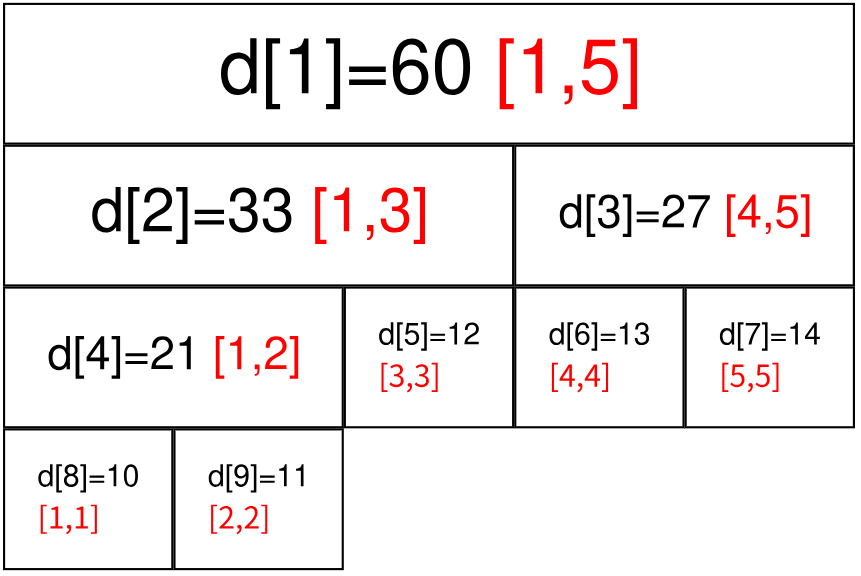 d[1]=60 [1,5]
d[2]=33 [1,3]
d[3]=27 [4,5]
d[4]=21 [1,2]
d[5]=12
[3,3]
d[6]=13
[4,4]
d[7]=14
[5,5]
d[8]=10
[1,1]
d[9]=11
[2,2]